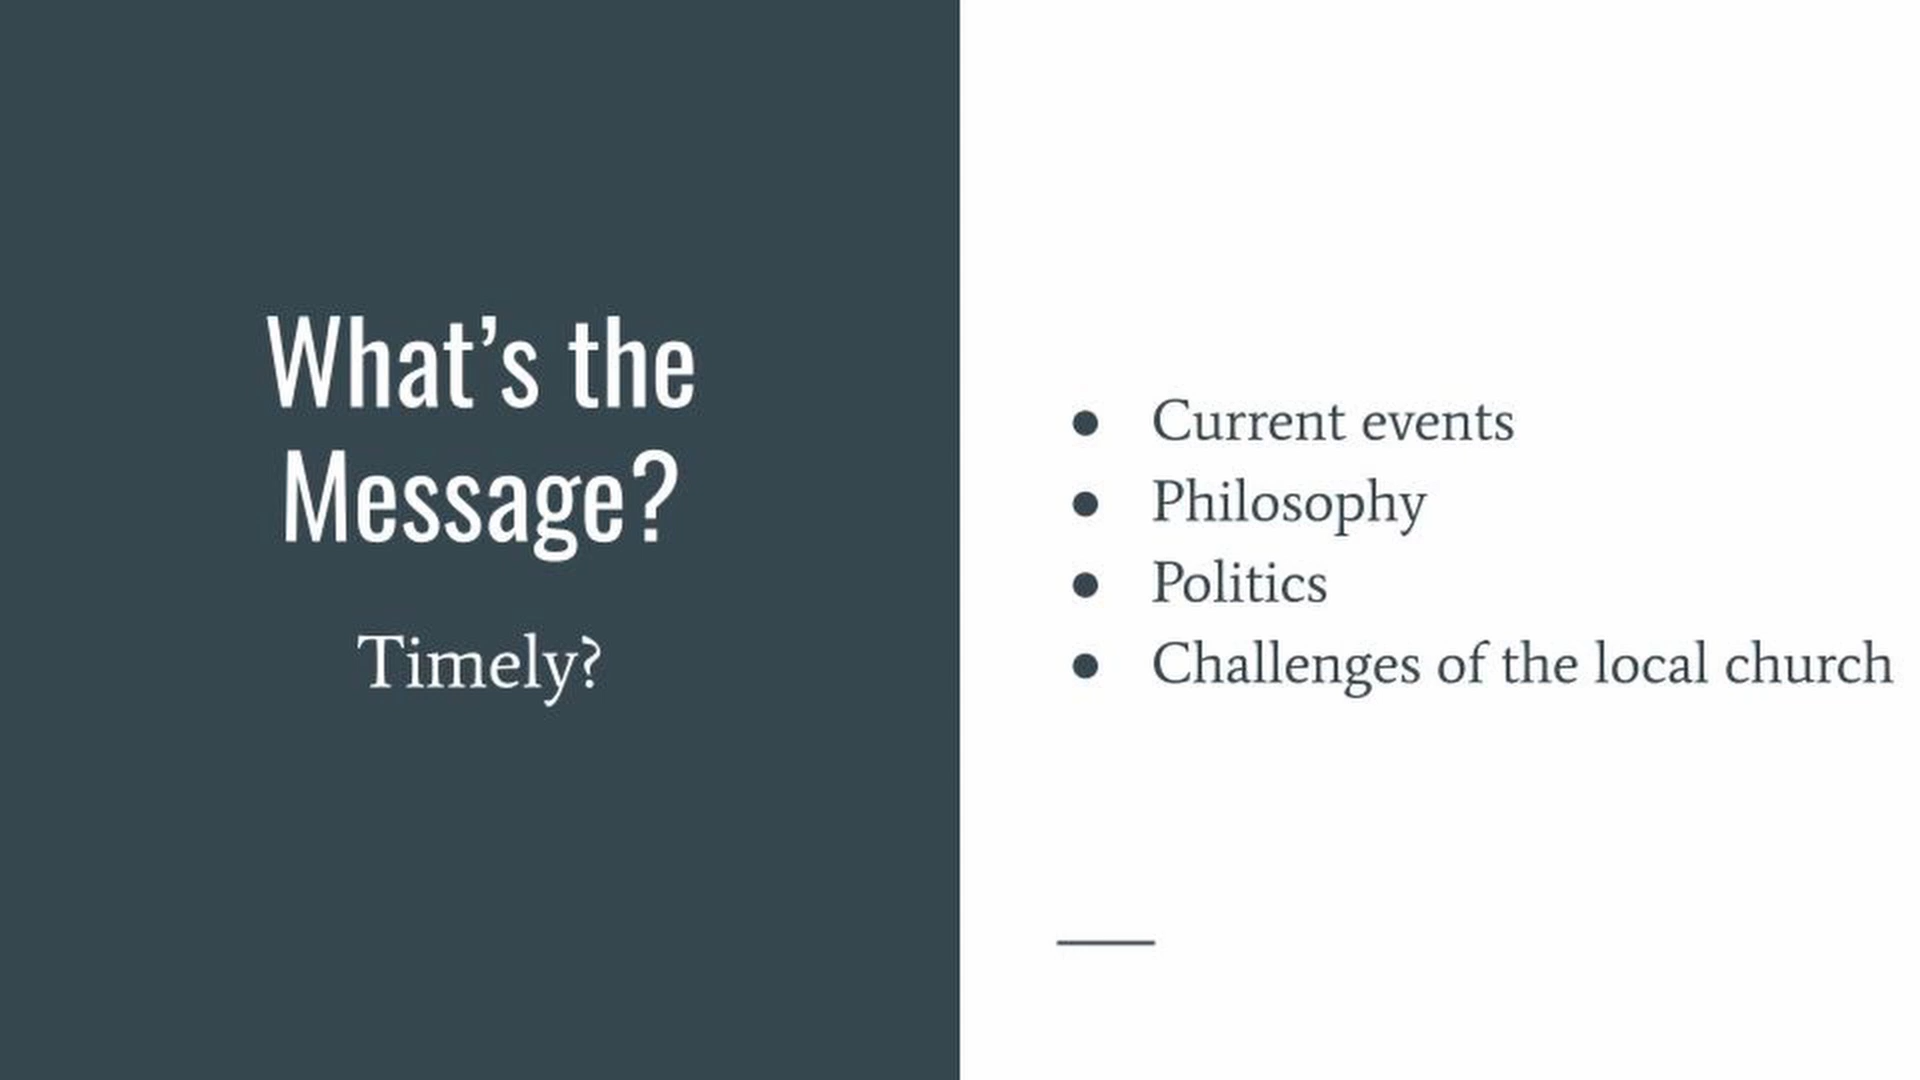 What’s the
Message?
Timely?
● Current events
● Philosophy
● Politics
● Challenges of the local church